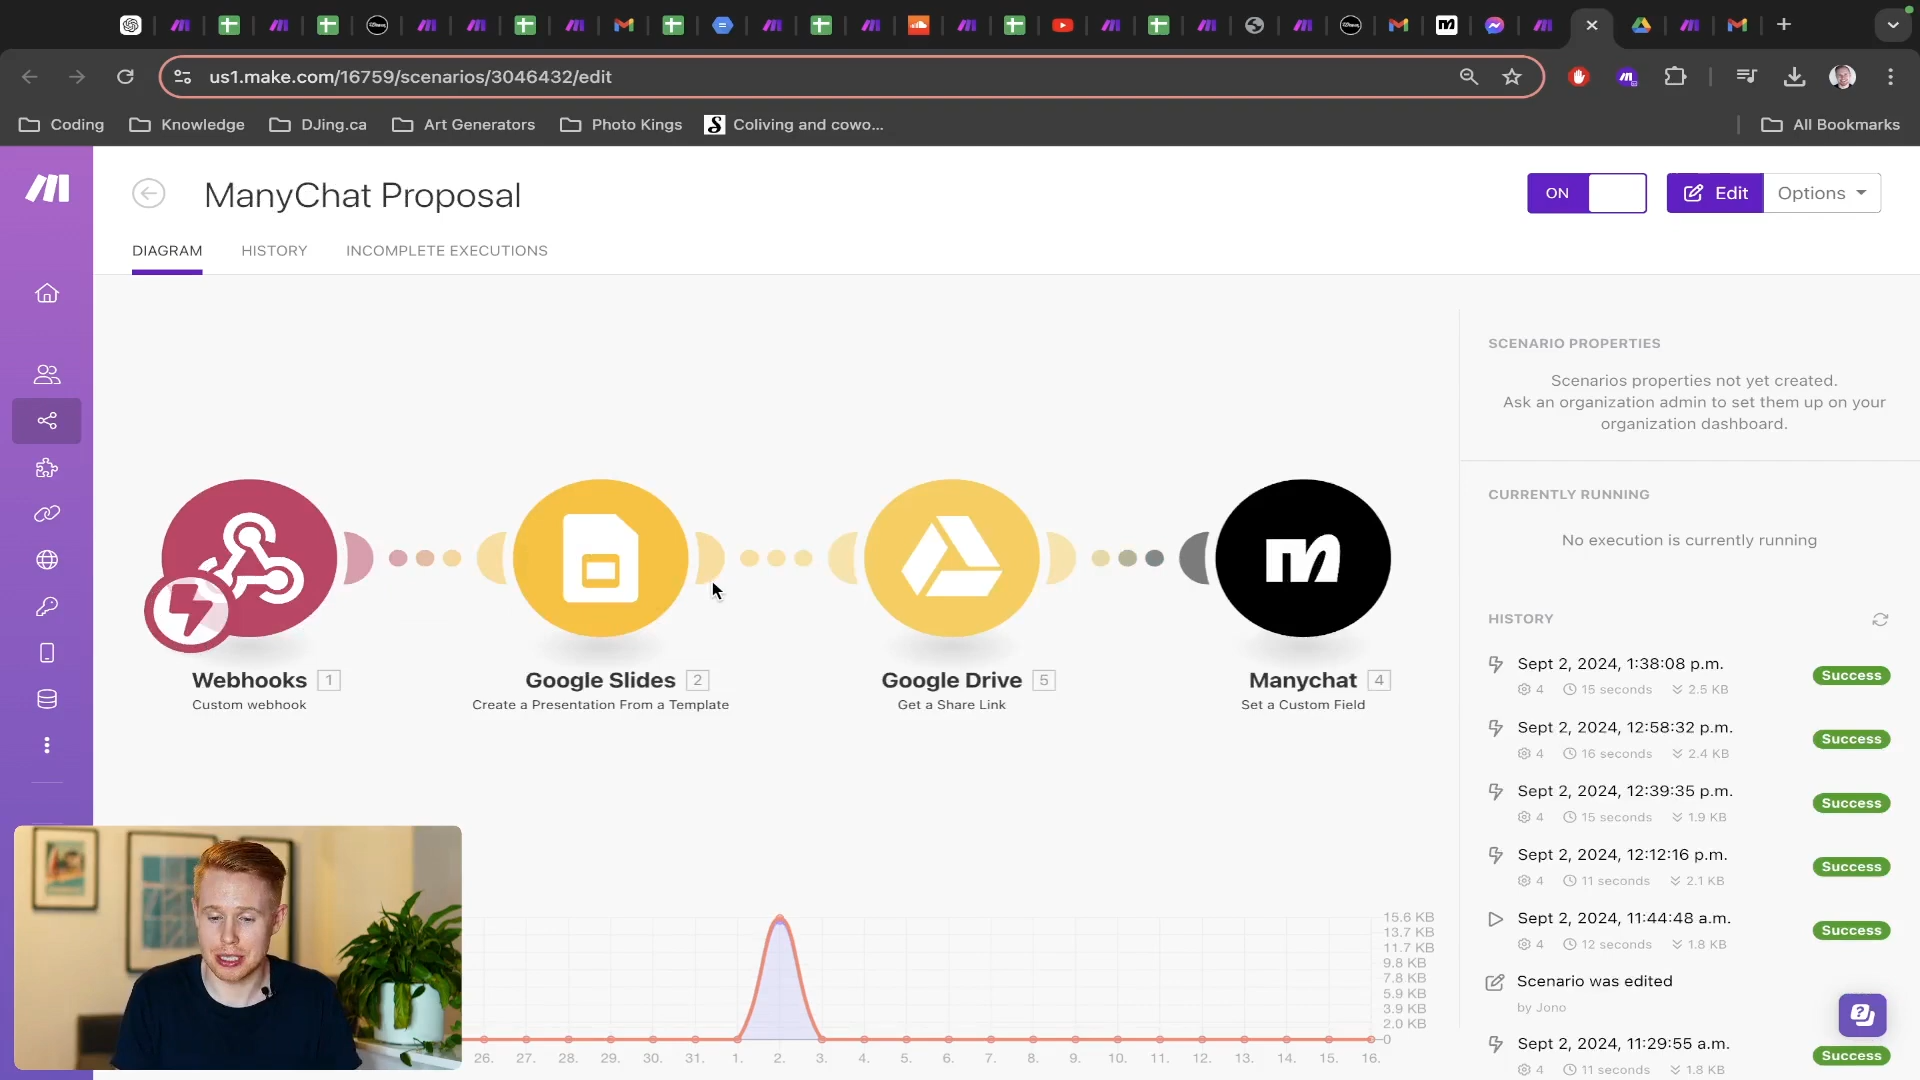 us1.make.com/16759/scenarios/3046432/edit
Coding
Knowledge
DJing.ca
Art Generators
Photo Kings
Coliving and cowo...
All Bookmarks
ManyChat Proposal
ON
Edit
Options
DIAGRAM
HISTORY
INCOMPLETE EXECUTIONS
SCENARIO PROPERTIES
Scenarios properties not yet created.
Ask an organization admin to set them up on your
organization dashboard.
CURRENTLY RUNNING
No execution is currently running
Webhooks 1
Custom webhook
Google Slides 2
Create a Presentation From a Template
Google Drive 5
Get a Share Link
Manychat 4
Set a Custom Field
HISTORY
Sept 2, 2024, 1:38:08 p.m.
Success
4 15 seconds 2.5 KB
Sept 2, 2024, 12:58:32 p.m.
Success
4 16 seconds 2.4 KB
Sept 2, 2024, 12:39:35 p.m.
Success
4 15 seconds 1.9 KB
Sept 2, 2024, 12:12:16 p.m.
Success
4 11 seconds 2.1 KB
Sept 2, 2024, 11:44:48 a.m.
Success
4 12 seconds 1.8 KB
Scenario was edited
by Jono
Sept 2, 2024, 11:29:55 a.m.
Success
4 11 seconds 1.8 KB
15.6 KB
13.7 KB
11.7 KB
9.8 KB
7.8 KB
5.9 KB
3.9 KB
2.0 KB
0
26. 27. 28. 29. 30. 31. 1. 2. 3. 4. 5. 6. 7. 8. 9. 10. 11. 12. 13. 14. 15. 16.